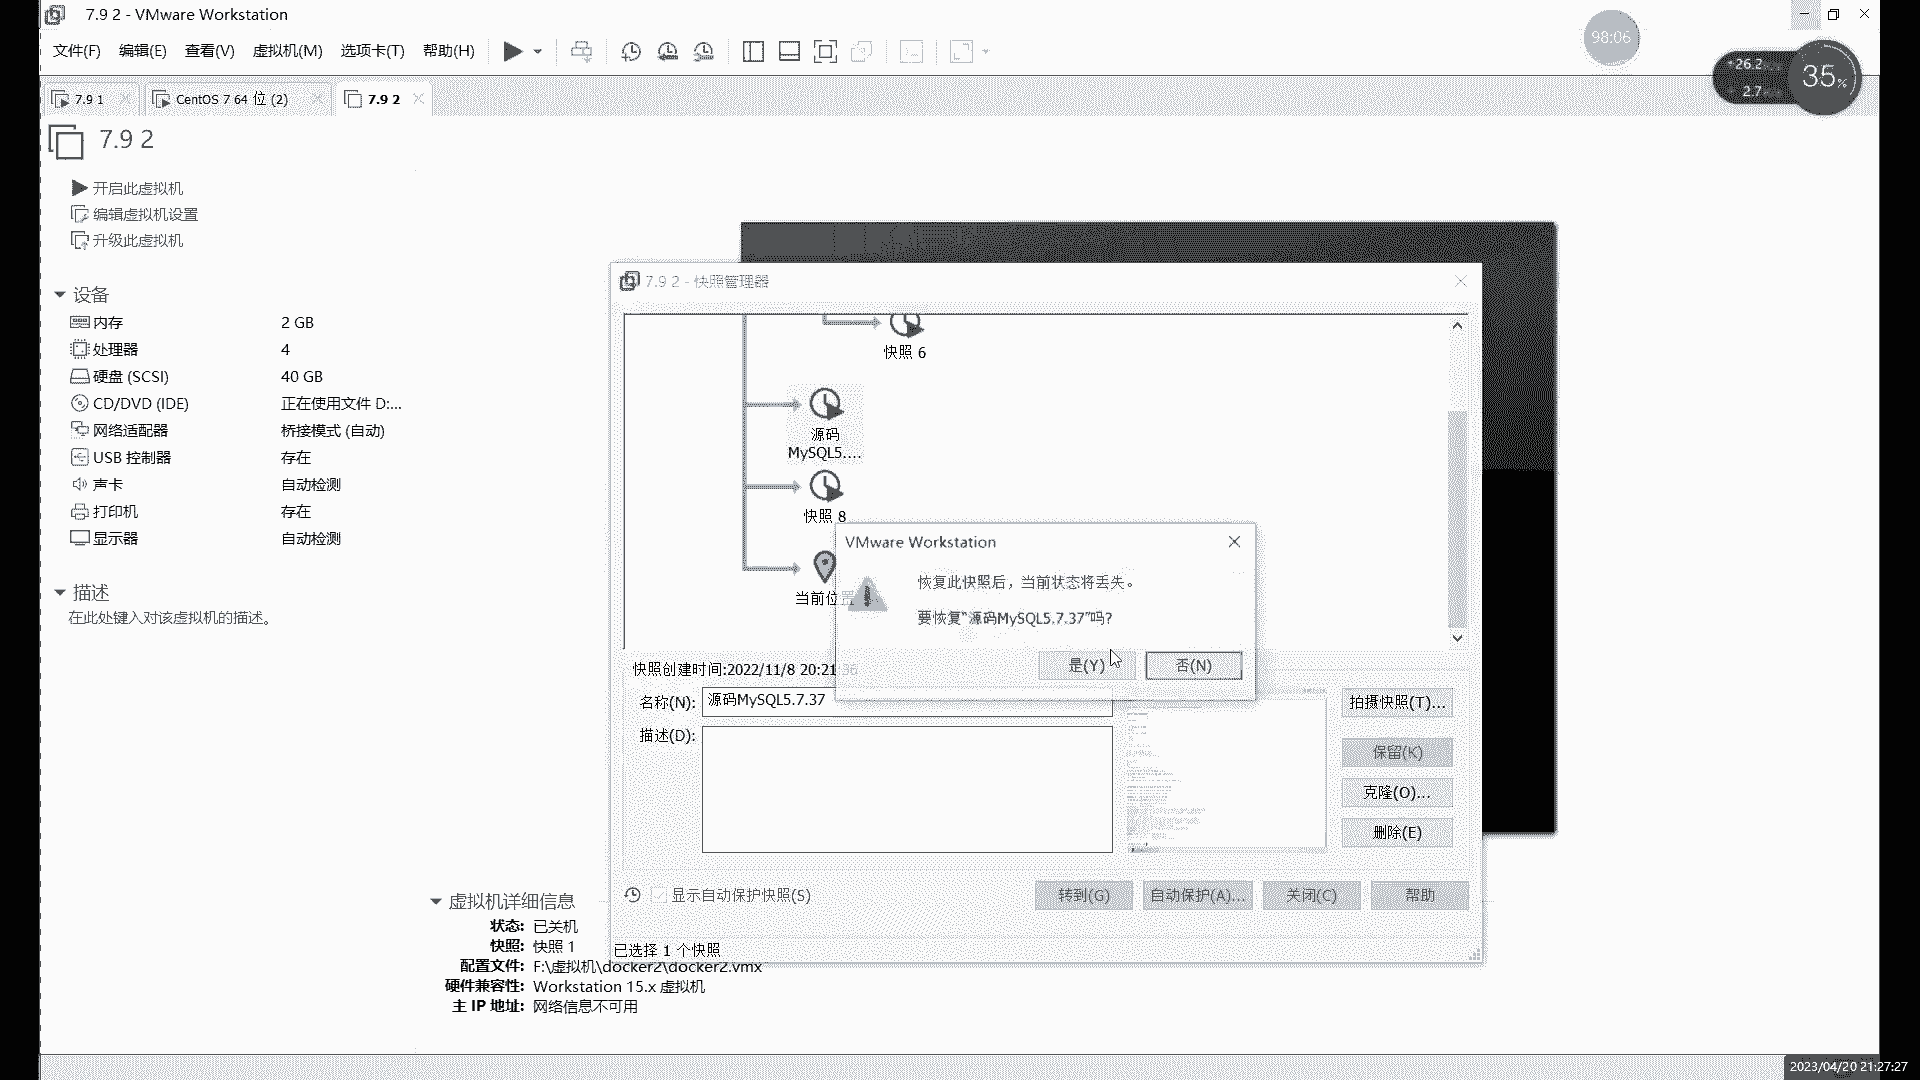 7.9 2 - VMware Workstation
文件(F) 编辑(E) 查看(V) 虚拟机(M) 选项卡(T) 帮助(H)
98:06
26.2
2.7
35%
7.9 1
CentOS 7 64 位 (2)
7.9 2
7.9 2
开启此虚拟机
编辑虚拟机设置
升级此虚拟机
设备
内存 2 GB
处理器 4
硬盘 (SCSI) 40 GB
CD/DVD (IDE) 正在使用文件 D:...
网络适配器 桥接模式 (自动)
USB 控制器 存在
声卡 自动检测
打印机 存在
显示器 自动检测
描述
在此处键入对该虚拟机的描述。
虚拟机详细信息
状态: 已关机
快照: 快照 1
配置文件: F:\虚拟机\docker2\docker2.vmx
硬件兼容性: Workstation 15.x 虚拟机
主 IP 地址: 网络信息不可用
7.9 2 - 快照管理器
快照 6
源码
MySQL5....
快照 8
当前位置
VMware Workstation
恢复此快照后，当前状态将丢失。
要恢复“源码MySQL5.7.37”吗?
是(Y)
否(N)
快照创建时间:2022/11/8 20:21:36
名称(N): 源码MySQL5.7.37
描述(D):
拍摄快照(T)...
保留(K)
克隆(O)...
删除(E)
显示自动保护快照(S)
转到(G)
自动保护(A)...
关闭(C)
帮助
已选择 1 个快照
2023/04/20 21:27:27